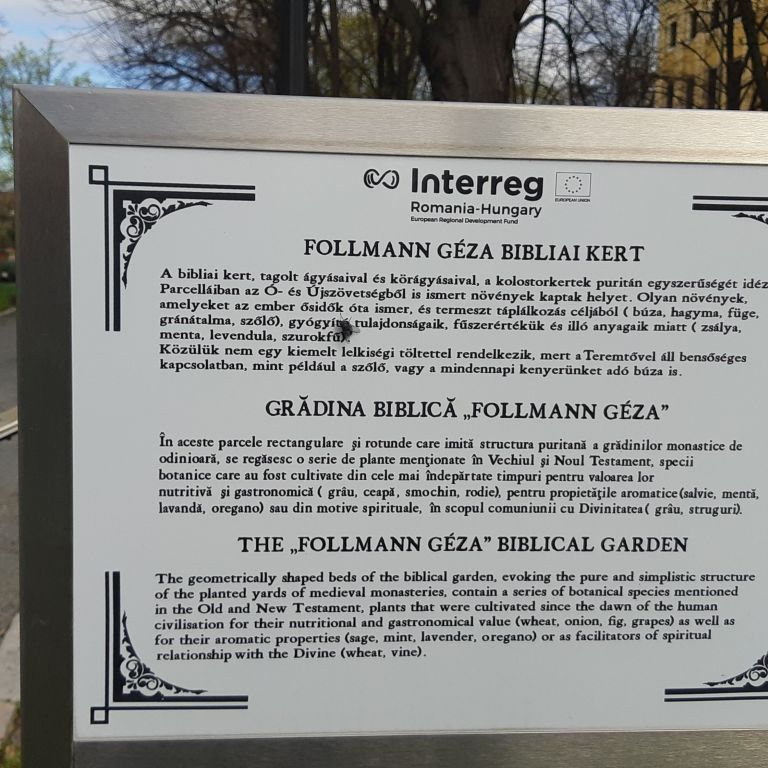 Interreg
EUROPEAN UNION
Romania-Hungary
European Regional Development Fund
FOLLMANN GÉZA BIBLIAI KERT
A bibliai kert, tagolt ágyásaival és körágyásaival, a kolostorkertek puritán egyszerűségét idéz
Parcelláiban az Ó- és Újszövetségből is ismert növények kaptak helyet. Olyan növények,
amelyeket az ember ősidők óta ismer, és termeszt táplálkozás céljából ( búza, hagyma, füge,
gránátalma, szőlő), gyógyító tulajdonságaik, fűszerértékük és illó anyagaik miatt ( zsálya,
menta, levendula, szurokfű).
Közülük nem egy kiemelt lelkiségi töltettel rendelkezik, mert a Teremtővel áll bensőséges
kapcsolatban, mint például a szőlő, vagy a mindennapi kenyerünket adó búza is.
GRĂDINA BIBLICĂ „FOLLMANN GÉZA”
În aceste parcele rectangulare și rotunde care imită structura puritană a grădinilor monastice de
odinioară, se regăsesc o serie de plante menționate în Vechiul și Noul Testament, specii
botanice care au fost cultivate din cele mai îndepărtate timpuri pentru valoarea lor
nutritivă și gastronomică ( grâu, ceapă, smochin, rodie), pentru propietățile aromatice (salvie, mentă,
lavandă, oregano) sau din motive spirituale, în scopul comuniunii cu Divinitatea ( grâu, struguri).
THE „FOLLMANN GÉZA” BIBLICAL GARDEN
The geometrically shaped beds of the biblical garden, evoking the pure and simplistic structure
of the planted yards of medieval monasteries, contain a series of botanical species mentioned
in the Old and New Testament, plants that were cultivated since the dawn of the human
civilisation for their nutritional and gastronomical value (wheat, onion, fig, grapes) as well as
for their aromatic properties (sage, mint, lavender, oregano) or as facilitators of spiritual
relationship with the Divine (wheat, vine).